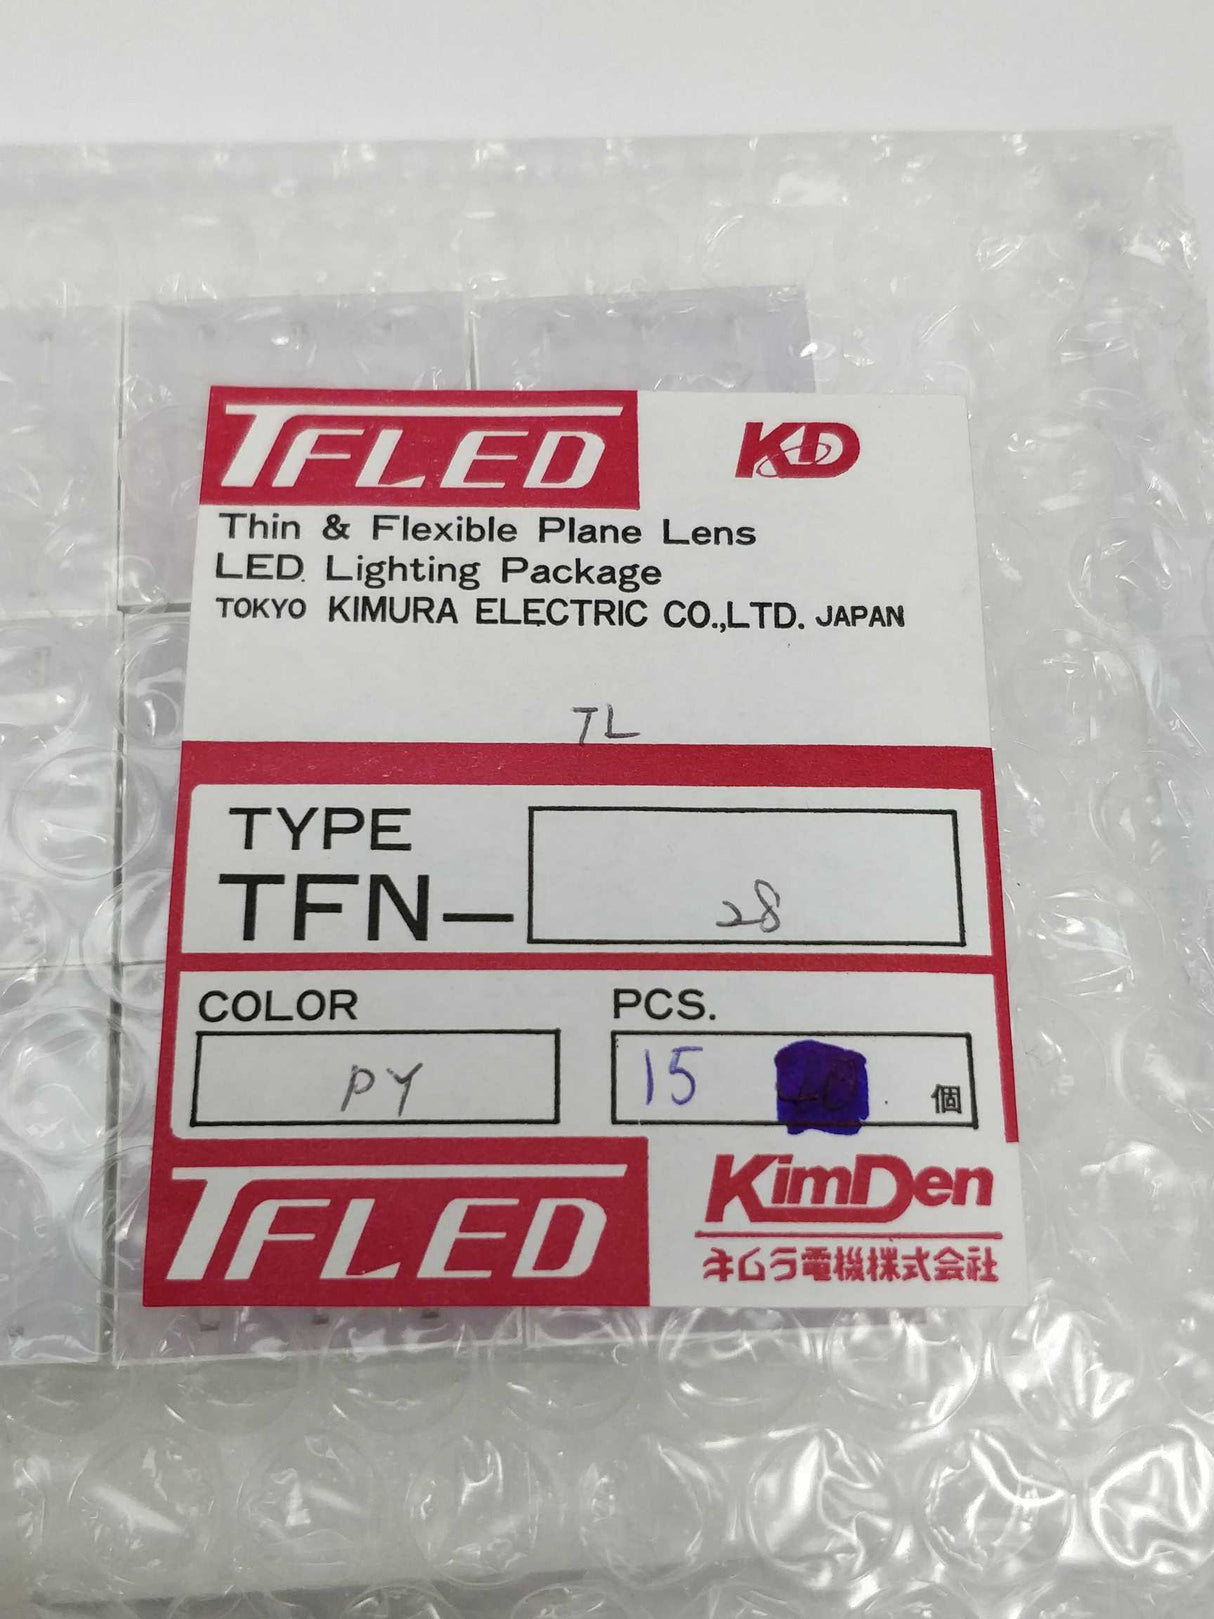 TFLED KD
Thin & Flexible Plane Lens
LED. Lighting Package
TOKYO KIMURA ELECTRIC CO.,LTD. JAPAN
TL
TYPE
TFN- 28
COLOR PCS.
PY 15 個
TFLED KimDen
キムラ電機株式会社